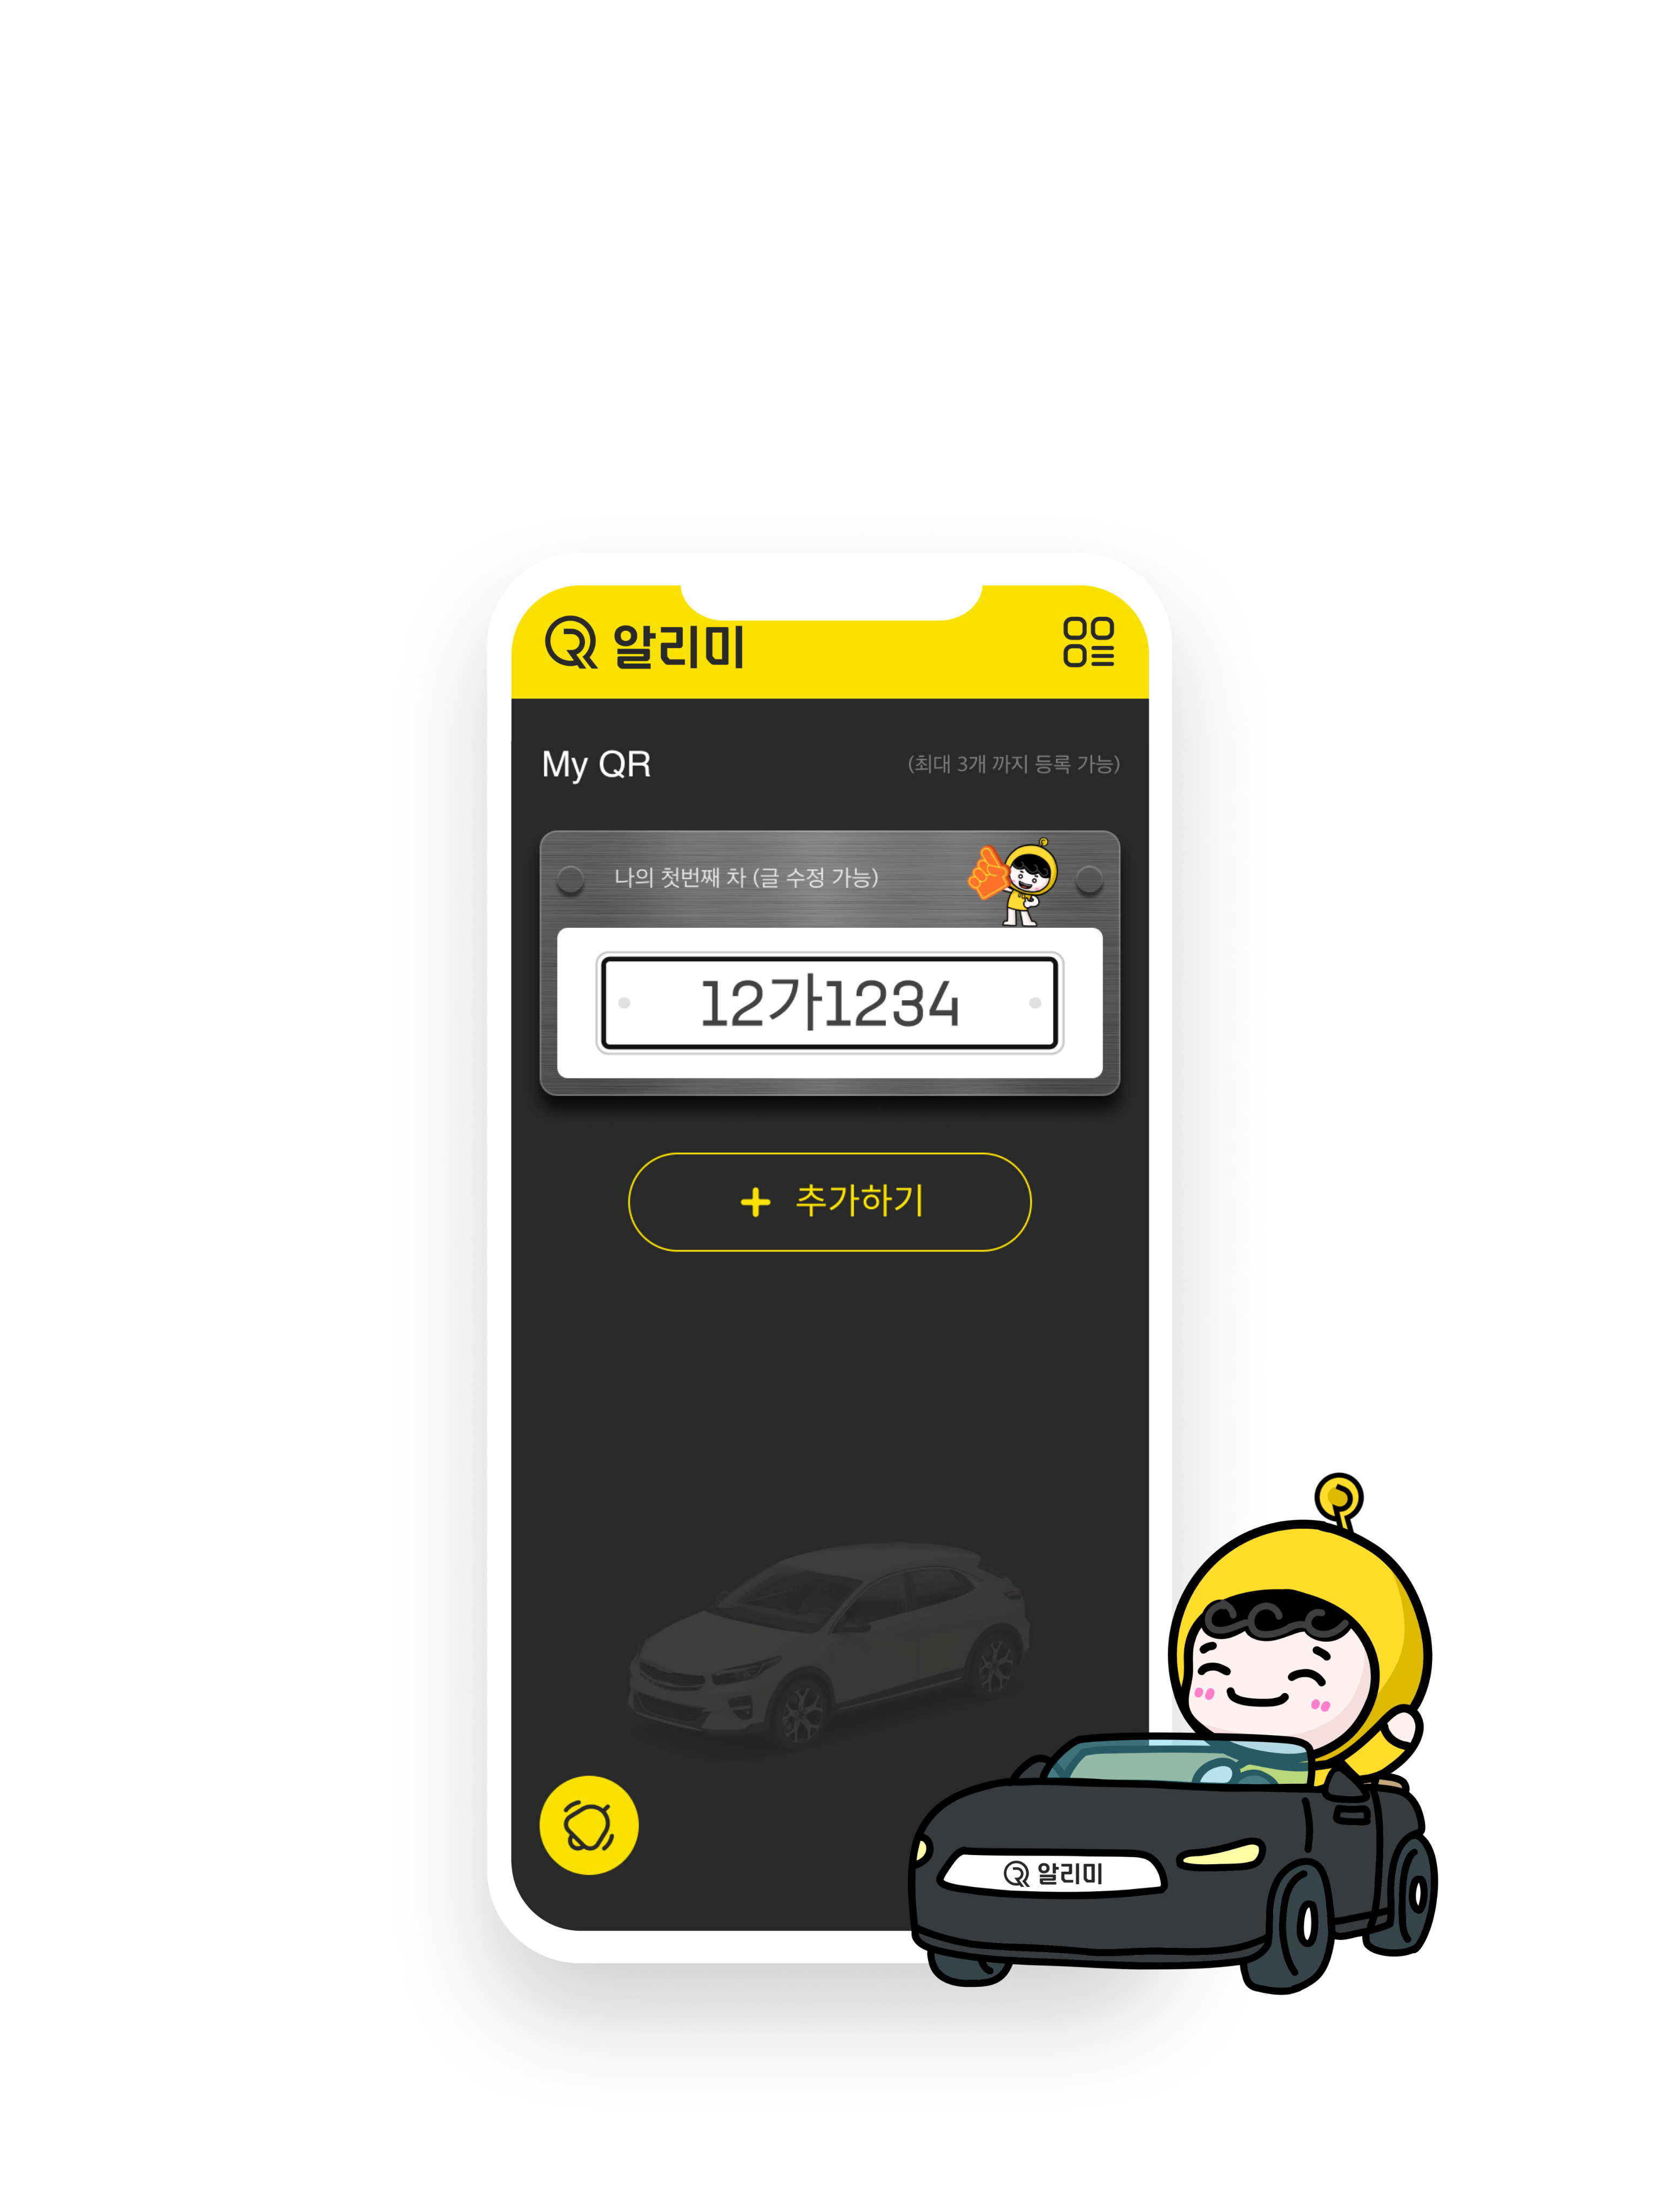 QR 알리미
My QR
(최대 3개 까지 등록 가능)
나의 첫번째 차 (글 수정 가능)
12가1234
+ 추가하기
QR 알리미